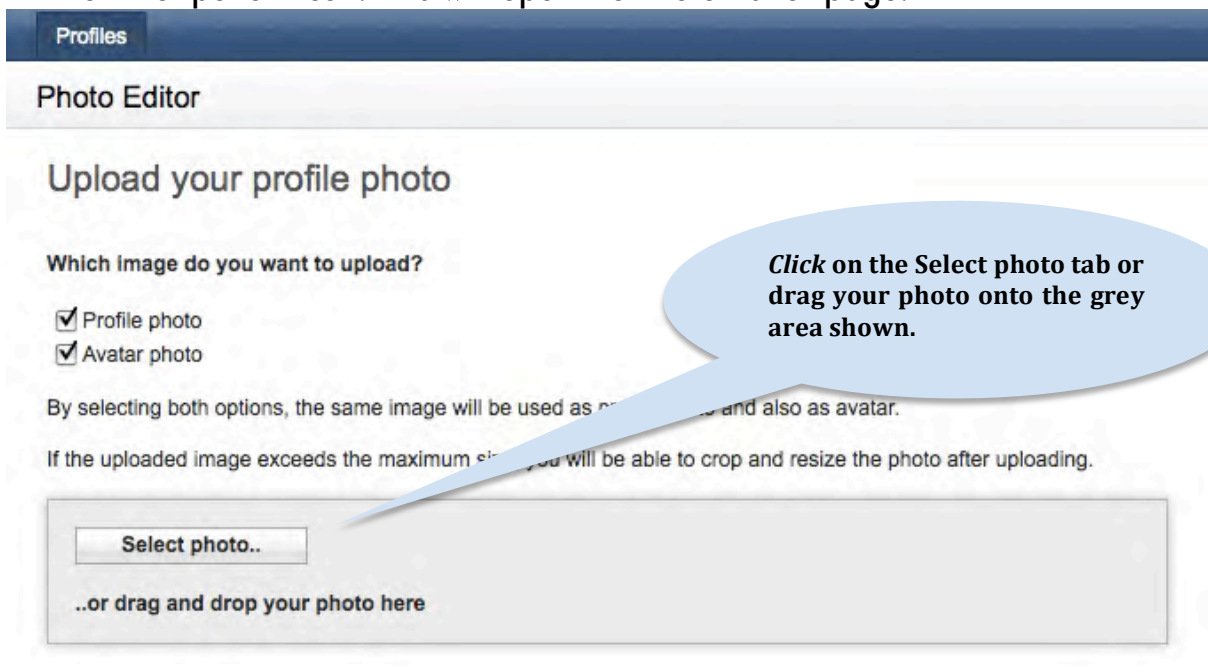 Profiles
Photo Editor
Upload your profile photo
Which image do you want to upload?
Profile photo
Avatar photo
Click on the Select photo tab or
drag your photo onto the grey
area shown.
By selecting both options, the same image will be used as and also as avatar.
If the uploaded image exceeds the maximum you will be able to crop and resize the photo after uploading.
Select photo..
..or drag and drop your photo here